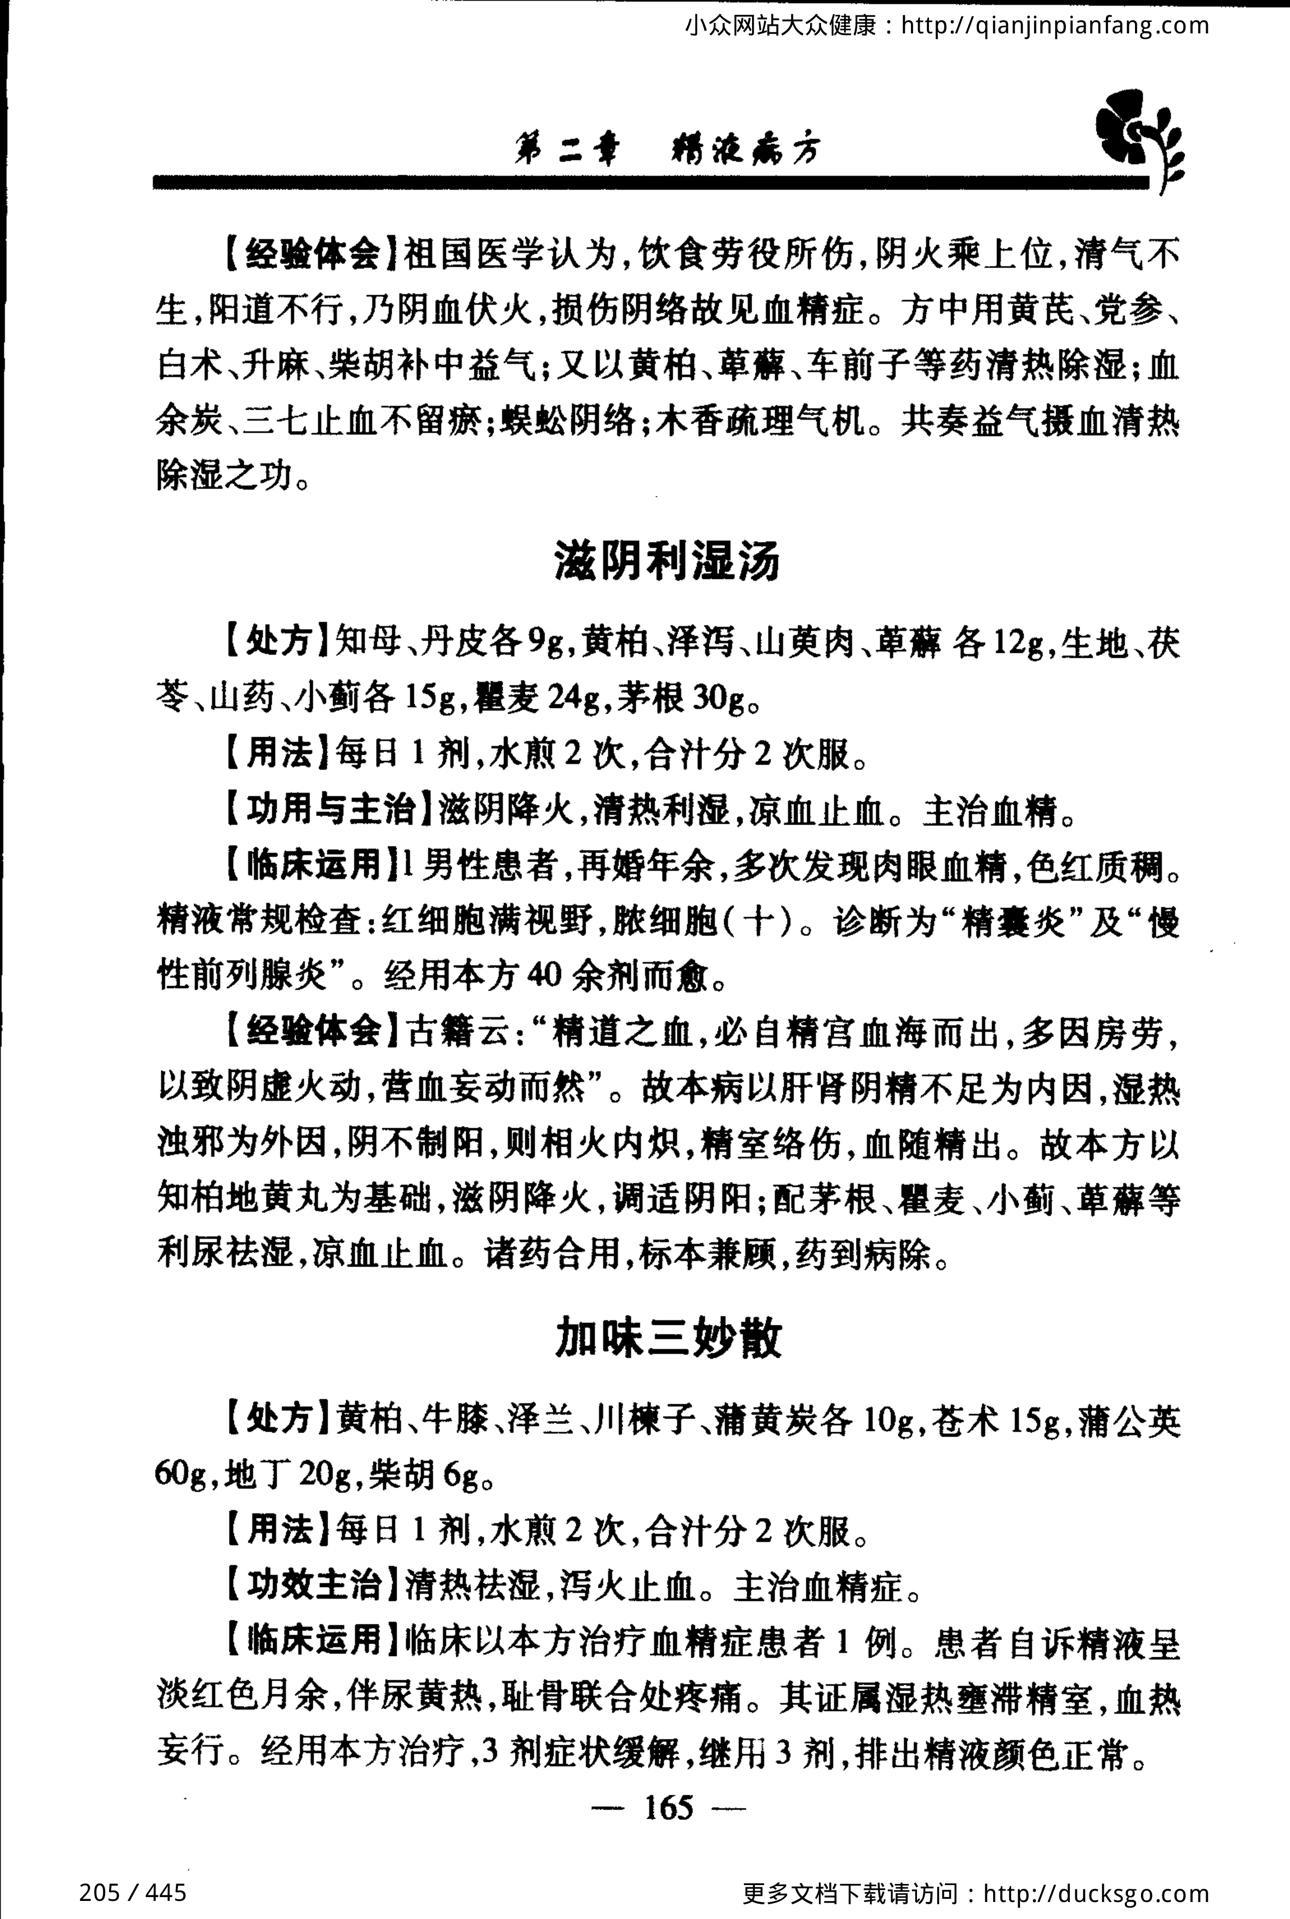 小众网站大众健康：http://qianjinpianfang.com
第二章 精液病方
【经验体会】祖国医学认为,饮食劳役所伤,阴火乘上位,清气不
生,阳道不行,乃阴血伏火,损伤阴络故见血精症。方中用黄芪、党参、
白术、升麻、柴胡补中益气;又以黄柏、萆薢、车前子等药清热除湿;血
余炭、三七止血不留瘀;蜈蚣阴络;木香疏理气机。共奏益气摄血清热
除湿之功。
滋阴利湿汤
【处方】知母、丹皮各9g,黄柏、泽泻、山萸肉、萆薢 各12g,生地、茯
苓、山药、小蓟各15g,瞿麦24g,茅根30g。
【用法】每日1剂,水煎2次,合汁分2次服。
【功用与主治】滋阴降火,清热利湿,凉血止血。主治血精。
【临床运用】1男性患者,再婚年余,多次发现肉眼血精,色红质稠。
精液常规检查:红细胞满视野,脓细胞(十)。诊断为“精囊炎”及“慢
性前列腺炎”。经用本方40余剂而愈。
【经验体会】古籍云:“精道之血,必自精宫血海而出,多因房劳,
以致阴虚火动,营血妄动而然”。故本病以肝肾阴精不足为内因,湿热
浊邪为外因,阴不制阳,则相火内炽,精室络伤,血随精出。故本方以
知柏地黄丸为基础,滋阴降火,调适阴阳;配茅根、瞿麦、小蓟、萆薢等
利尿祛湿,凉血止血。诸药合用,标本兼顾,药到病除。
加味三妙散
【处方】黄柏、牛膝、泽兰、川楝子、蒲黄炭各10g,苍术15g,蒲公英
60g,地丁20g,柴胡6g。
【用法】每日1剂,水煎2次,合汁分2次服。
【功效主治】清热祛湿,泻火止血。主治血精症。
【临床运用】临床以本方治疗血精症患者1例。患者自诉精液呈
淡红色月余,伴尿黄热,耻骨联合处疼痛。其证属湿热壅滞精室,血热
妄行。经用本方治疗,3剂症状缓解,继用3剂,排出精液颜色正常。
— 165 —
205 / 445
更多文档下载请访问：http://ducksgo.com